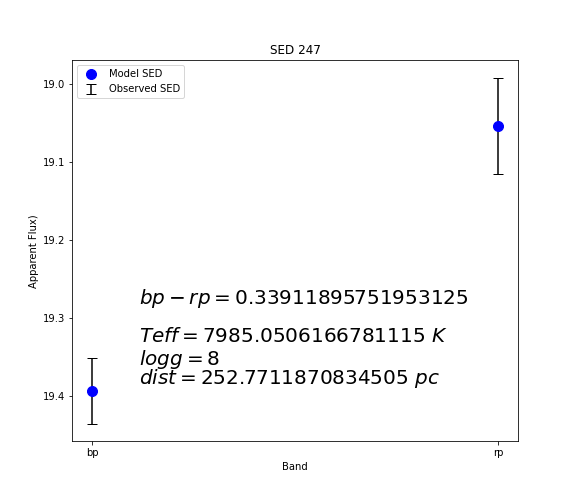 SED 247
Model SED
Observed SED
19.0
19.1
19.2
19.3
19.4
Apparent Flux)
bp − rp = 0.33911895751953125
Teff = 7985.0506166781115 K
logg = 8
dist = 252.7711870834505 pc
bp
rp
Band